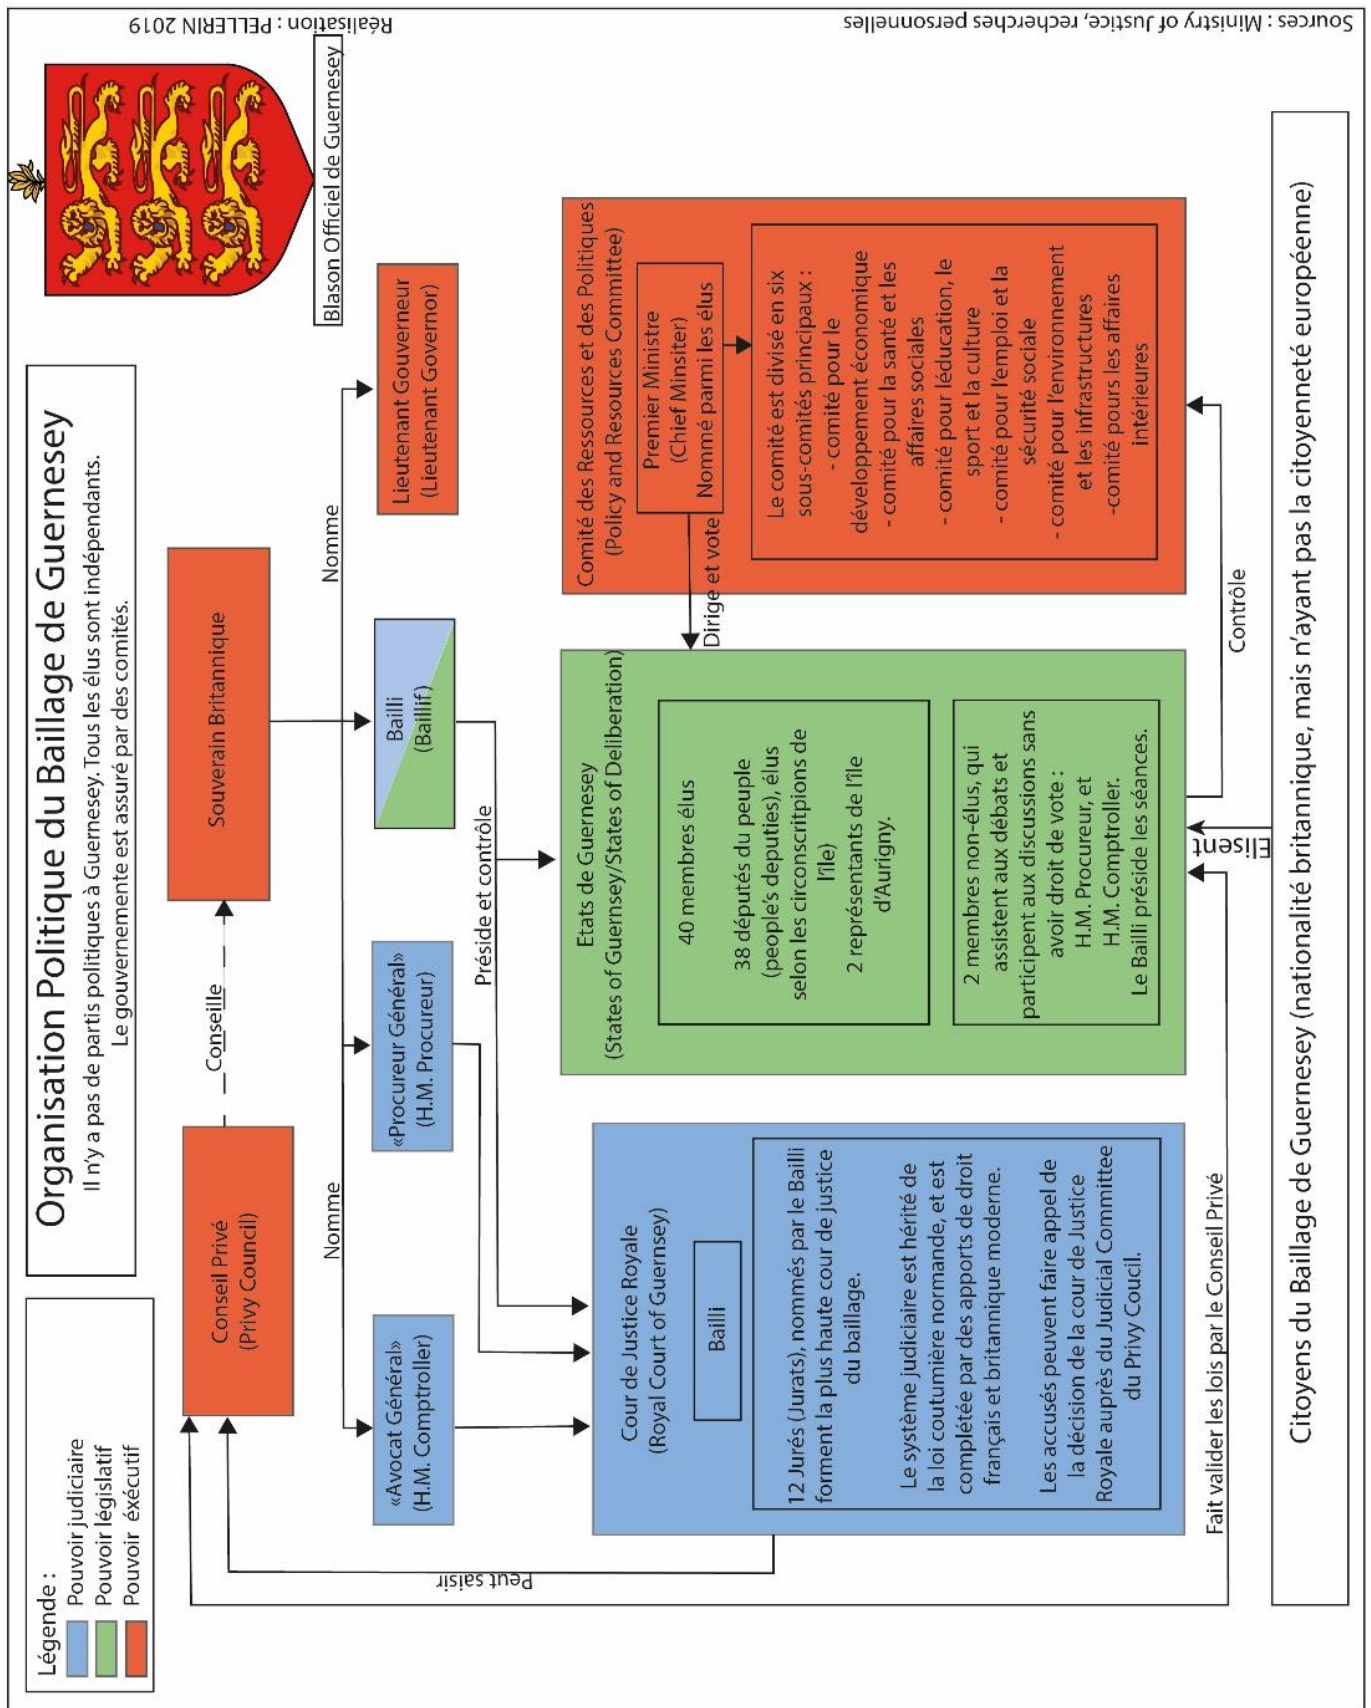 Organisation Politique du Baillage de Guernesey
Il n'y a pas de partis politiques à Guernesey. Tous les élus sont indépendants.
Le gouvernemente est assuré par des comités.
Légende :
Pouvoir judiciaire
Pouvoir législatif
Pouvoir éxécutif
Réalisation : PELLERIN 2019
Blason Officiel de Guernesey
Conseil Privé
(Privy Council)
Conseille
Souverain Britannique
Nomme
Nomme
«Avocat Général»
(H.M. Comptroller)
«Procureur Général»
(H.M. Procureur)
Bailli
(Baillif)
Lieutenant Gouverneur
(Lieutenant Governor)
Préside et contrôle
Peut saisir
Cour de Justice Royale
(Royal Court of Guernsey)
Bailli
12 Jurés (Jurats), nommés par le Bailli
forment la plus haute cour de justice
du baillage.
Le système judiciaire est hérité de
la loi coutumière normande, et est
complétée par des apports de droit
français et britannique moderne.
Les accusés peuvent faire appel de
la décision de la cour de Justice
Royale auprès du Judicial Committee
du Privy Coucil.
Etats de Guernesey
(States of Guernsey/States of Deliberation)
40 membres élus
38 députés du peuple
(people's deputies), élus
selon les circonscritpions de
l'île)
2 représentants de l'île
d'Aurigny.
2 membres non-élus, qui
assistent aux débats et
participent aux discussions sans
avoir droit de vote :
H.M. Procureur, et
H.M. Comptroller.
Le Bailli préside les séances.
Dirige et vote
Comité des Ressources et des Politiques
(Policy and Resources Committee)
Premier Ministre
(Chief Minsiter)
Nommé parmi les élus
Le comité est divisé en six
sous-comités principaux :
- comité pour le
développement économique
- comité pour la santé et les
affaires sociales
- comité pour léducation, le
sport et la culture
- comité pour l'emploi et la
sécurité sociale
- comité pour l'environnement
et les infrastructures
-comité pours les affaires
intérieures
Fait valider les lois par le Conseil Privé
Elisent
Contrôle
Citoyens du Baillage de Guernesey (nationalité britannique, mais n'ayant pas la citoyenneté européenne)
Sources : Ministry of Justice, recherches personnelles